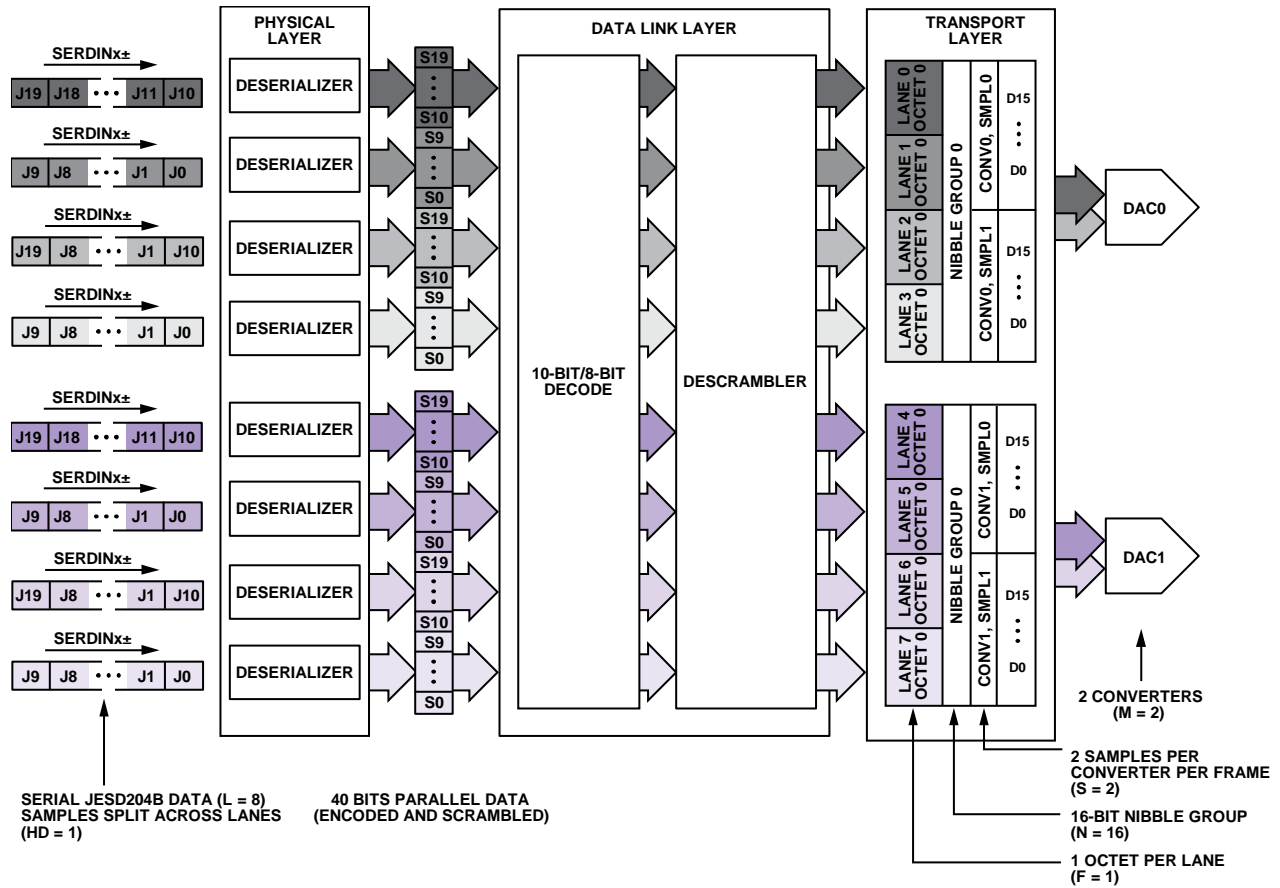 PHYSICAL
LAYER
DATA LINK LAYER
TRANSPORT
LAYER
SERDINx±
J19 J18 ••• J11 J10
SERDINx±
J9 J8 ••• J1 J0
SERDINx±
J19 J8 ••• J1 J10
SERDINx±
J9 J8 ••• J1 J0
SERDINx±
J19 J18 ••• J11 J10
SERDINx±
J9 J8 ••• J1 J0
SERDINx±
J19 J8 ••• J1 J10
SERDINx±
J9 J8 ••• J1 J0
DESERIALIZER
DESERIALIZER
DESERIALIZER
DESERIALIZER
DESERIALIZER
DESERIALIZER
DESERIALIZER
DESERIALIZER
S19
S10
S9
S0
S19
S10
S9
S0
S19
S10
S9
S0
S19
S10
S9
S0
10-BIT/8-BIT
DECODE
DESCRAMBLER
LANE 0
OCTET 0
LANE 1
OCTET 0
LANE 2
OCTET 0
LANE 3
OCTET 0
NIBBLE GROUP 0
CONV0, SMPL0
CONV0, SMPL1
D15
D0
D15
D0
DAC0
LANE 4
OCTET 0
LANE 5
OCTET 0
LANE 6
OCTET 0
LANE 7
OCTET 0
NIBBLE GROUP 0
CONV1, SMPL0
CONV1, SMPL1
D15
D0
D15
D0
DAC1
2 CONVERTERS
(M = 2)
2 SAMPLES PER
CONVERTER PER FRAME
(S = 2)
16-BIT NIBBLE GROUP
(N = 16)
1 OCTET PER LANE
(F = 1)
SERIAL JESD204B DATA (L = 8)
SAMPLES SPLIT ACROSS LANES
(HD = 1)
40 BITS PARALLEL DATA
(ENCODED AND SCRAMBLED)